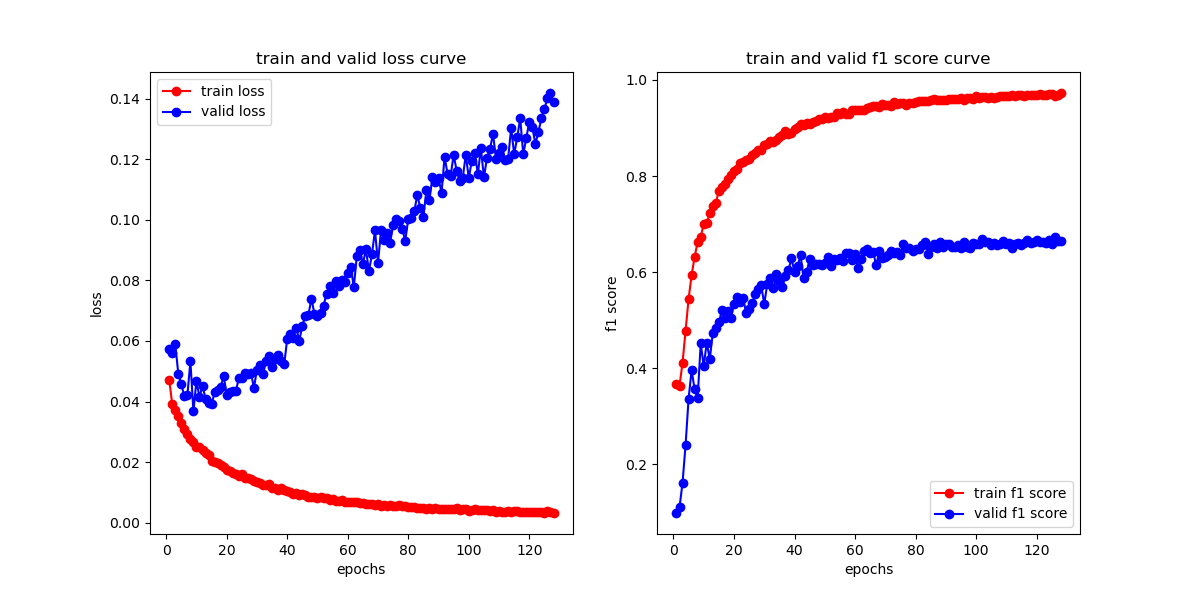 train and valid loss curve
train loss
valid loss
0.14
0.12
0.10
0.08
0.06
0.04
0.02
0.00
loss
0 20 40 60 80 100 120
epochs
train and valid f1 score curve
1.0
0.8
0.6
0.4
0.2
f1 score
train f1 score
valid f1 score
0 20 40 60 80 100 120
epochs